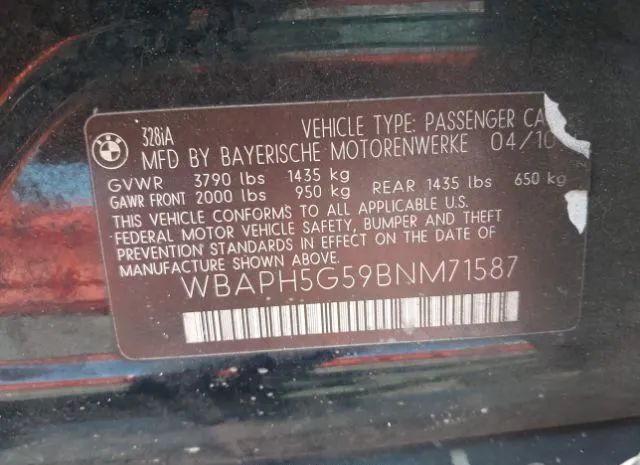 BMW
328iA
VEHICLE TYPE: PASSENGER CA
MFD BY BAYERISCHE MOTORENWERKE 04/10
GVWR 3790 lbs 1435 kg
GAWR FRONT 2000 lbs 950 kg REAR 1435 lbs 650 kg
THIS VEHICLE CONFORMS TO ALL APPLICABLE U.S.
FEDERAL MOTOR VEHICLE SAFETY, BUMPER AND THEFT
PREVENTION STANDARDS IN EFFECT ON THE DATE OF
MANUFACTURE SHOWN ABOVE.
WBAPH5G59BNM71587